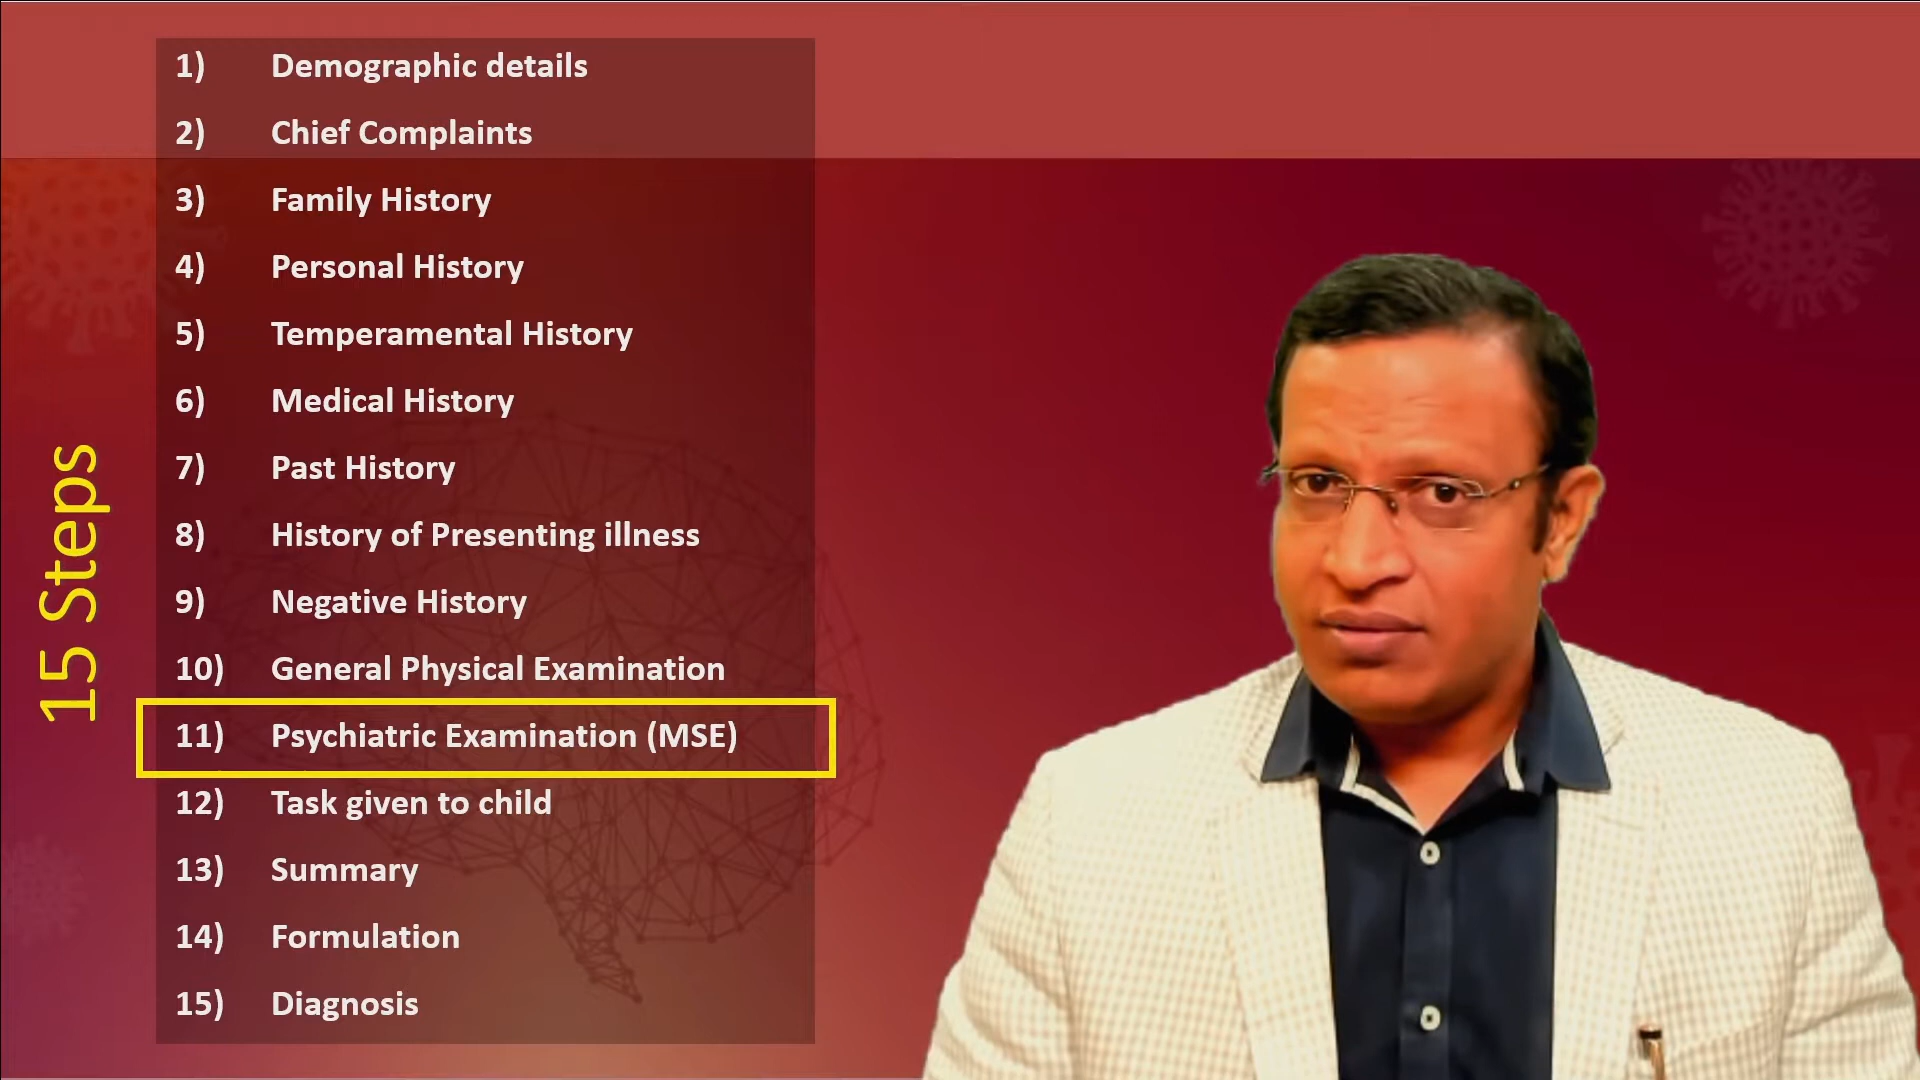 15 Steps
1) Demographic details
2) Chief Complaints
3) Family History
4) Personal History
5) Temperamental History
6) Medical History
7) Past History
8) History of Presenting illness
9) Negative History
10) General Physical Examination
11) Psychiatric Examination (MSE)
12) Task given to child
13) Summary
14) Formulation
15) Diagnosis